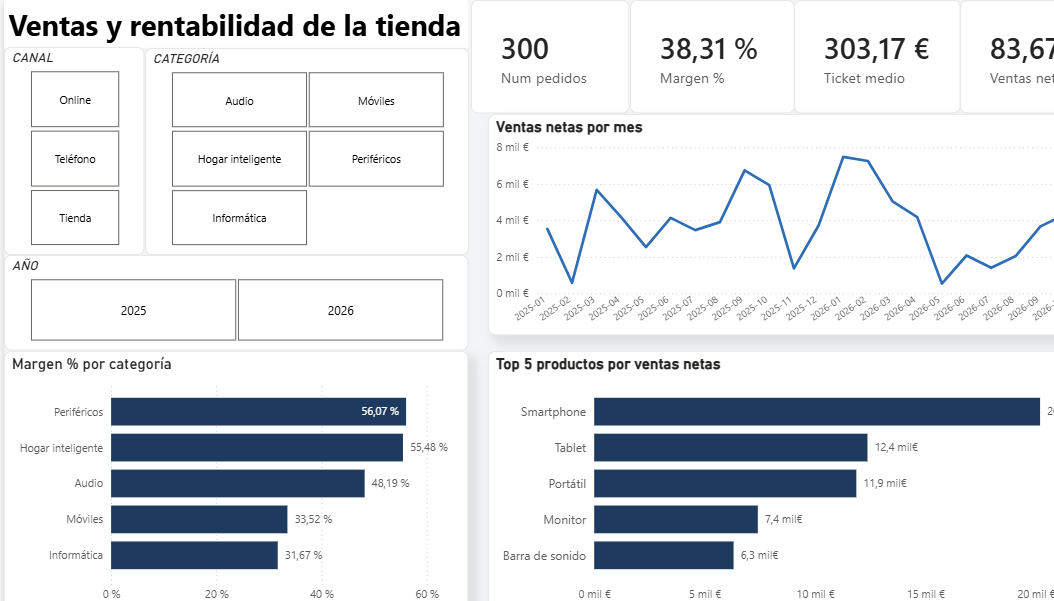 Ventas y rentabilidad de la tienda
CANAL
Online
Teléfono
Tienda
CATEGORÍA
Audio
Móviles
Hogar inteligente
Periféricos
Informática
AÑO
2025
2026
300
Num pedidos
38,31 %
Margen %
303,17 €
Ticket medio
83,67
Ventas net
Ventas netas por mes
8 mil €
6 mil €
4 mil €
2 mil €
0 mil €
2025-01
2025-02
2025-03
2025-04
2025-05
2025-06
2025-07
2025-08
2025-09
2025-10
2025-11
2025-12
2026-01
2026-02
2026-03
2026-04
2026-05
2026-06
2026-07
2026-08
2026-09
Margen % por categoría
Periféricos 56,07 %
Hogar inteligente 55,48 %
Audio 48,19 %
Móviles 33,52 %
Informática 31,67 %
0 % 20 % 40 % 60 %
Top 5 productos por ventas netas
Smartphone
Tablet 12,4 mil€
Portátil 11,9 mil€
Monitor 7,4 mil€
Barra de sonido 6,3 mil€
0 mil € 5 mil € 10 mil € 15 mil € 20 mil €